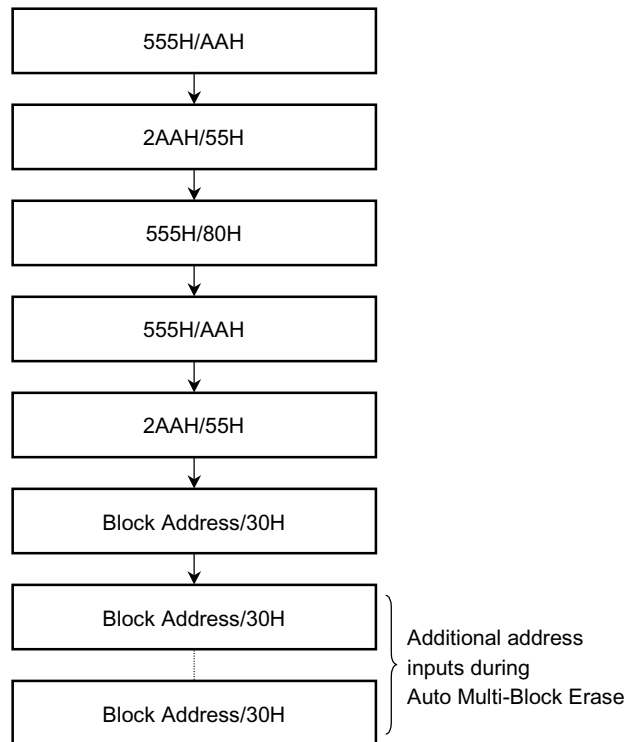 555H/AAH
2AAH/55H
555H/80H
555H/AAH
2AAH/55H
Block Address/30H
Block Address/30H
Additional address
inputs during
Auto Multi-Block Erase
Block Address/30H